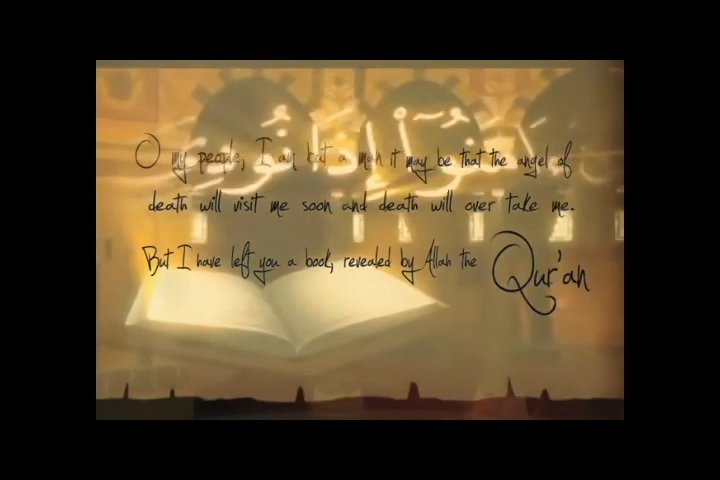 O my people, I am but a man it may be that the angel of
death will visit me soon and death will over take me.
But I have left you a book, revealed by Allah the Qur'an